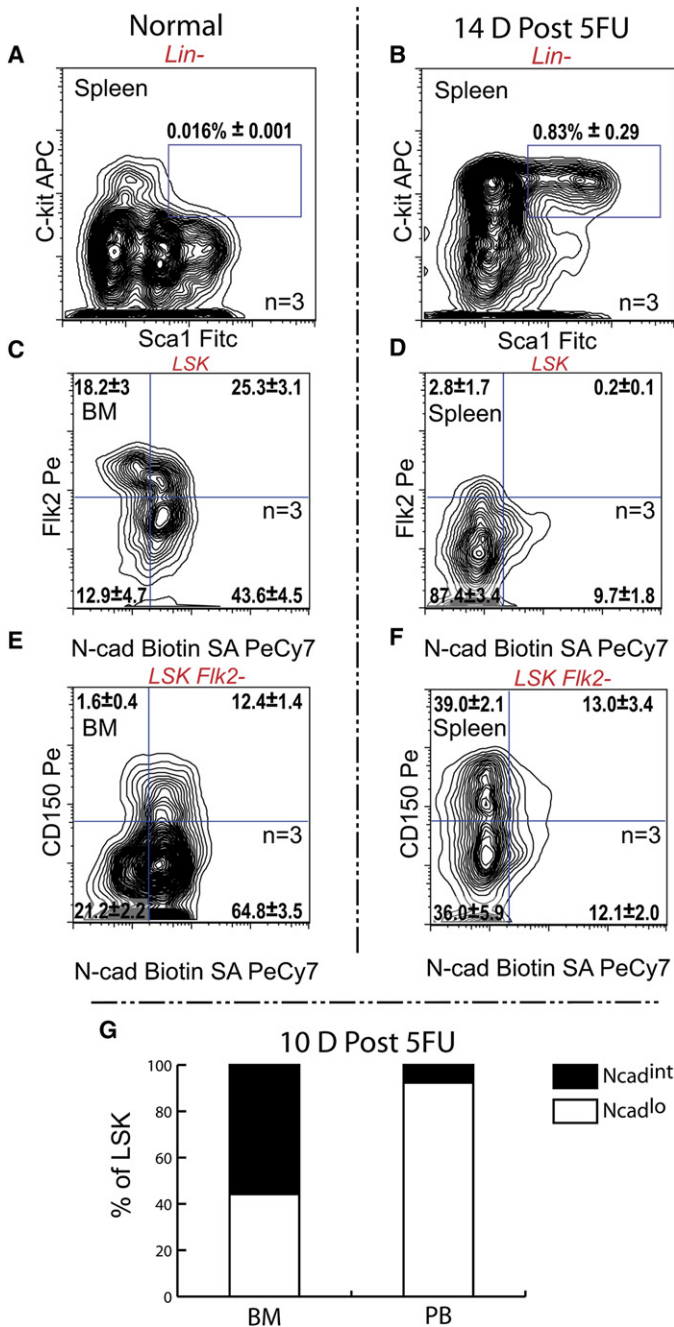 Normal
14 D Post 5FU
A
Lin-
Spleen
0.016% ± 0.001
C-kit APC
n=3
Sca1 Fitc
B
Lin-
Spleen
0.83% ± 0.29
C-kit APC
n=3
Sca1 Fitc
C
LSK
18.2±3
25.3±3.1
BM
Flk2 Pe
n=3
12.9±4.7
43.6±4.5
N-cad Biotin SA PeCy7
D
LSK
2.8±1.7
0.2±0.1
Spleen
Flk2 Pe
n=3
87.4±3.4
9.7±1.8
N-cad Biotin SA PeCy7
E
LSK Flk2-
1.6±0.4
12.4±1.4
BM
CD150 Pe
n=3
21.2±2.2
64.8±3.5
N-cad Biotin SA PeCy7
F
LSK Flk2-
39.0±2.1
13.0±3.4
Spleen
CD150 Pe
n=3
36.0±5.9
12.1±2.0
N-cad Biotin SA PeCy7
G
10 D Post 5FU
% of LSK
100
80
60
40
20
0
BM
PB
Ncadint
Ncadlo